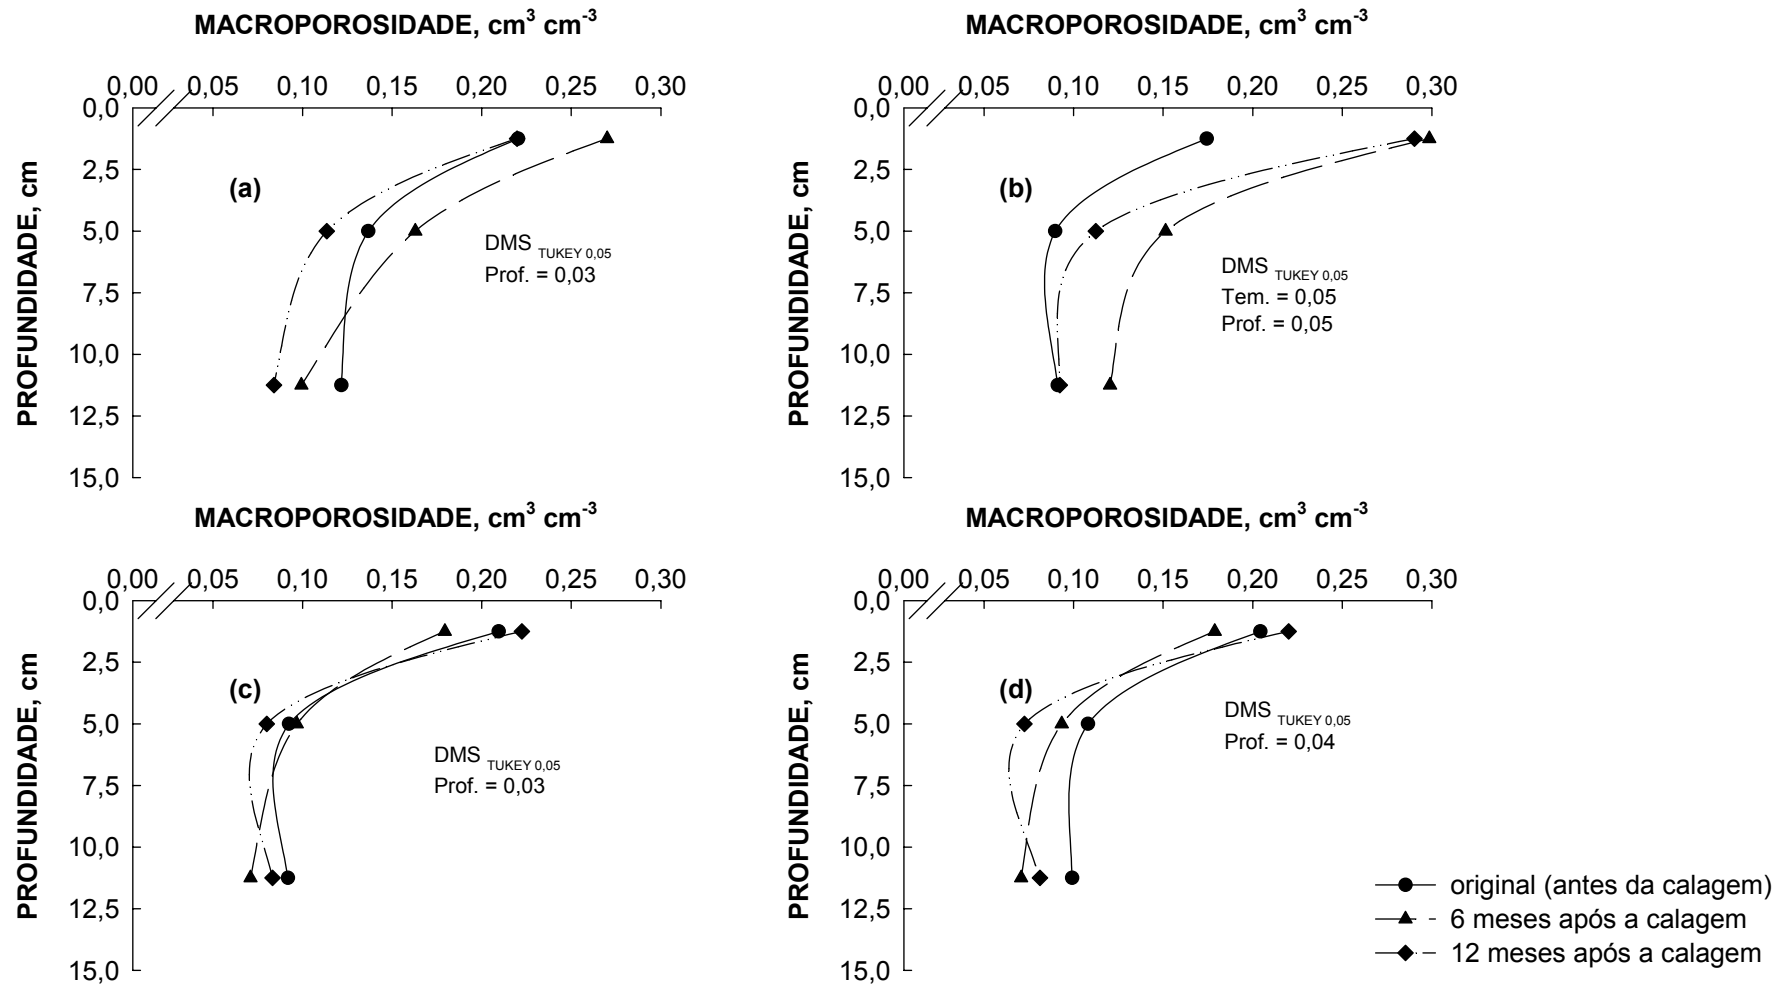 MACROPOROSIDADE, cm³ cm⁻³
0,00 0,05 0,10 0,15 0,20 0,25 0,30
0,0
2,5
5,0
7,5
10,0
12,5
15,0
PROFUNDIDADE, cm
(a)
DMS TUKEY 0,05
Prof. = 0,03
MACROPOROSIDADE, cm³ cm⁻³
0,00 0,05 0,10 0,15 0,20 0,25 0,30
0,0
2,5
5,0
7,5
10,0
12,5
15,0
PROFUNDIDADE, cm
(b)
DMS TUKEY 0,05
Tem. = 0,05
Prof. = 0,05
MACROPOROSIDADE, cm³ cm⁻³
0,00 0,05 0,10 0,15 0,20 0,25 0,30
0,0
2,5
5,0
7,5
10,0
12,5
15,0
PROFUNDIDADE, cm
(c)
DMS TUKEY 0,05
Prof. = 0,03
MACROPOROSIDADE, cm³ cm⁻³
0,00 0,05 0,10 0,15 0,20 0,25 0,30
0,0
2,5
5,0
7,5
10,0
12,5
15,0
PROFUNDIDADE, cm
(d)
DMS TUKEY 0,05
Prof. = 0,04
original (antes da calagem)
6 meses após a calagem
12 meses após a calagem